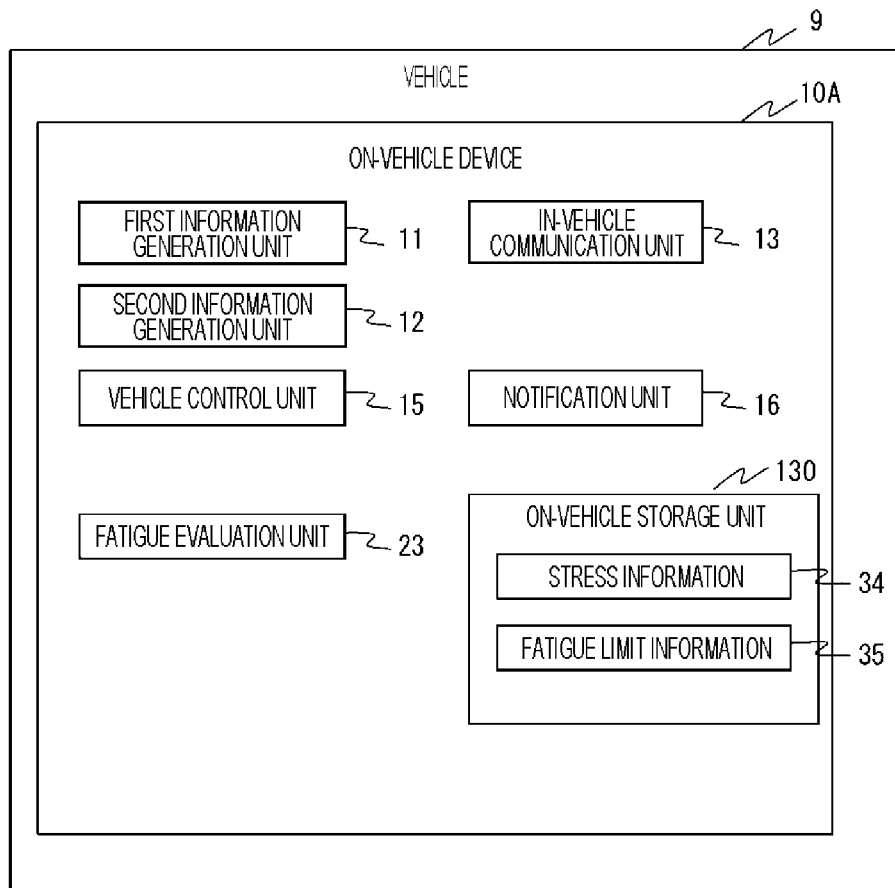 9
VEHICLE
10A
ON-VEHICLE DEVICE
FIRST INFORMATION
GENERATION UNIT
11
IN-VEHICLE
COMMUNICATION UNIT
13
SECOND INFORMATION
GENERATION UNIT
12
VEHICLE CONTROL UNIT
15
NOTIFICATION UNIT
16
130
ON-VEHICLE STORAGE UNIT
FATIGUE EVALUATION UNIT
23
STRESS INFORMATION
34
FATIGUE LIMIT INFORMATION
35